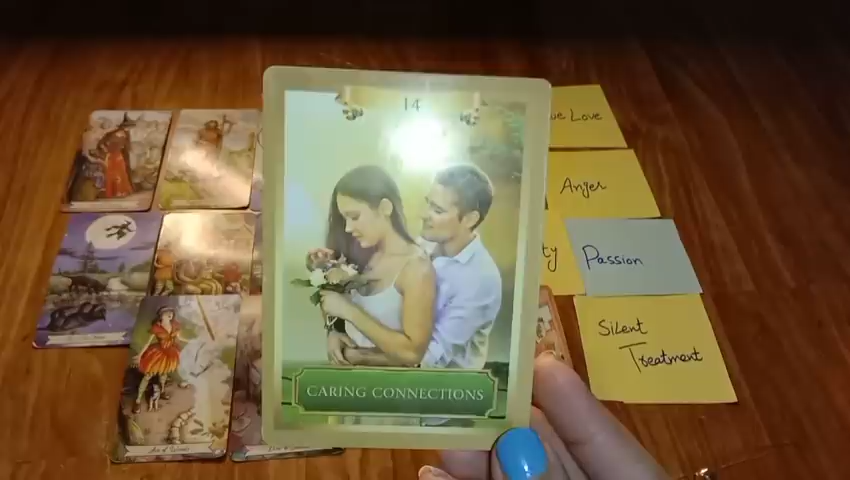 14
CARING CONNECTIONS
ue Love
Anger
ty
Passion
Silent
Treatment